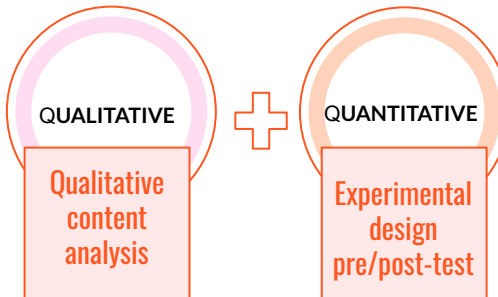 QUALITATIVE
Qualitative
content
analysis
QUANTITATIVE
Experimental
design
pre/post-test